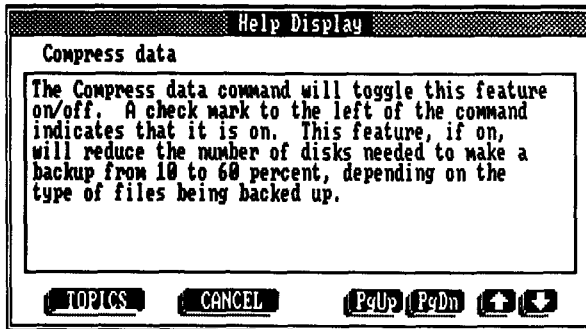 Help Display
Compress data
The Compress data command will toggle this feature
on/off.  A check mark to the left of the command
indicates that it is on.  This feature, if on,
will reduce the number of disks needed to make a
backup from 10 to 60 percent, depending on the
type of files being backed up.
TOPICS CANCEL PgUp PgDn ↑ ↓